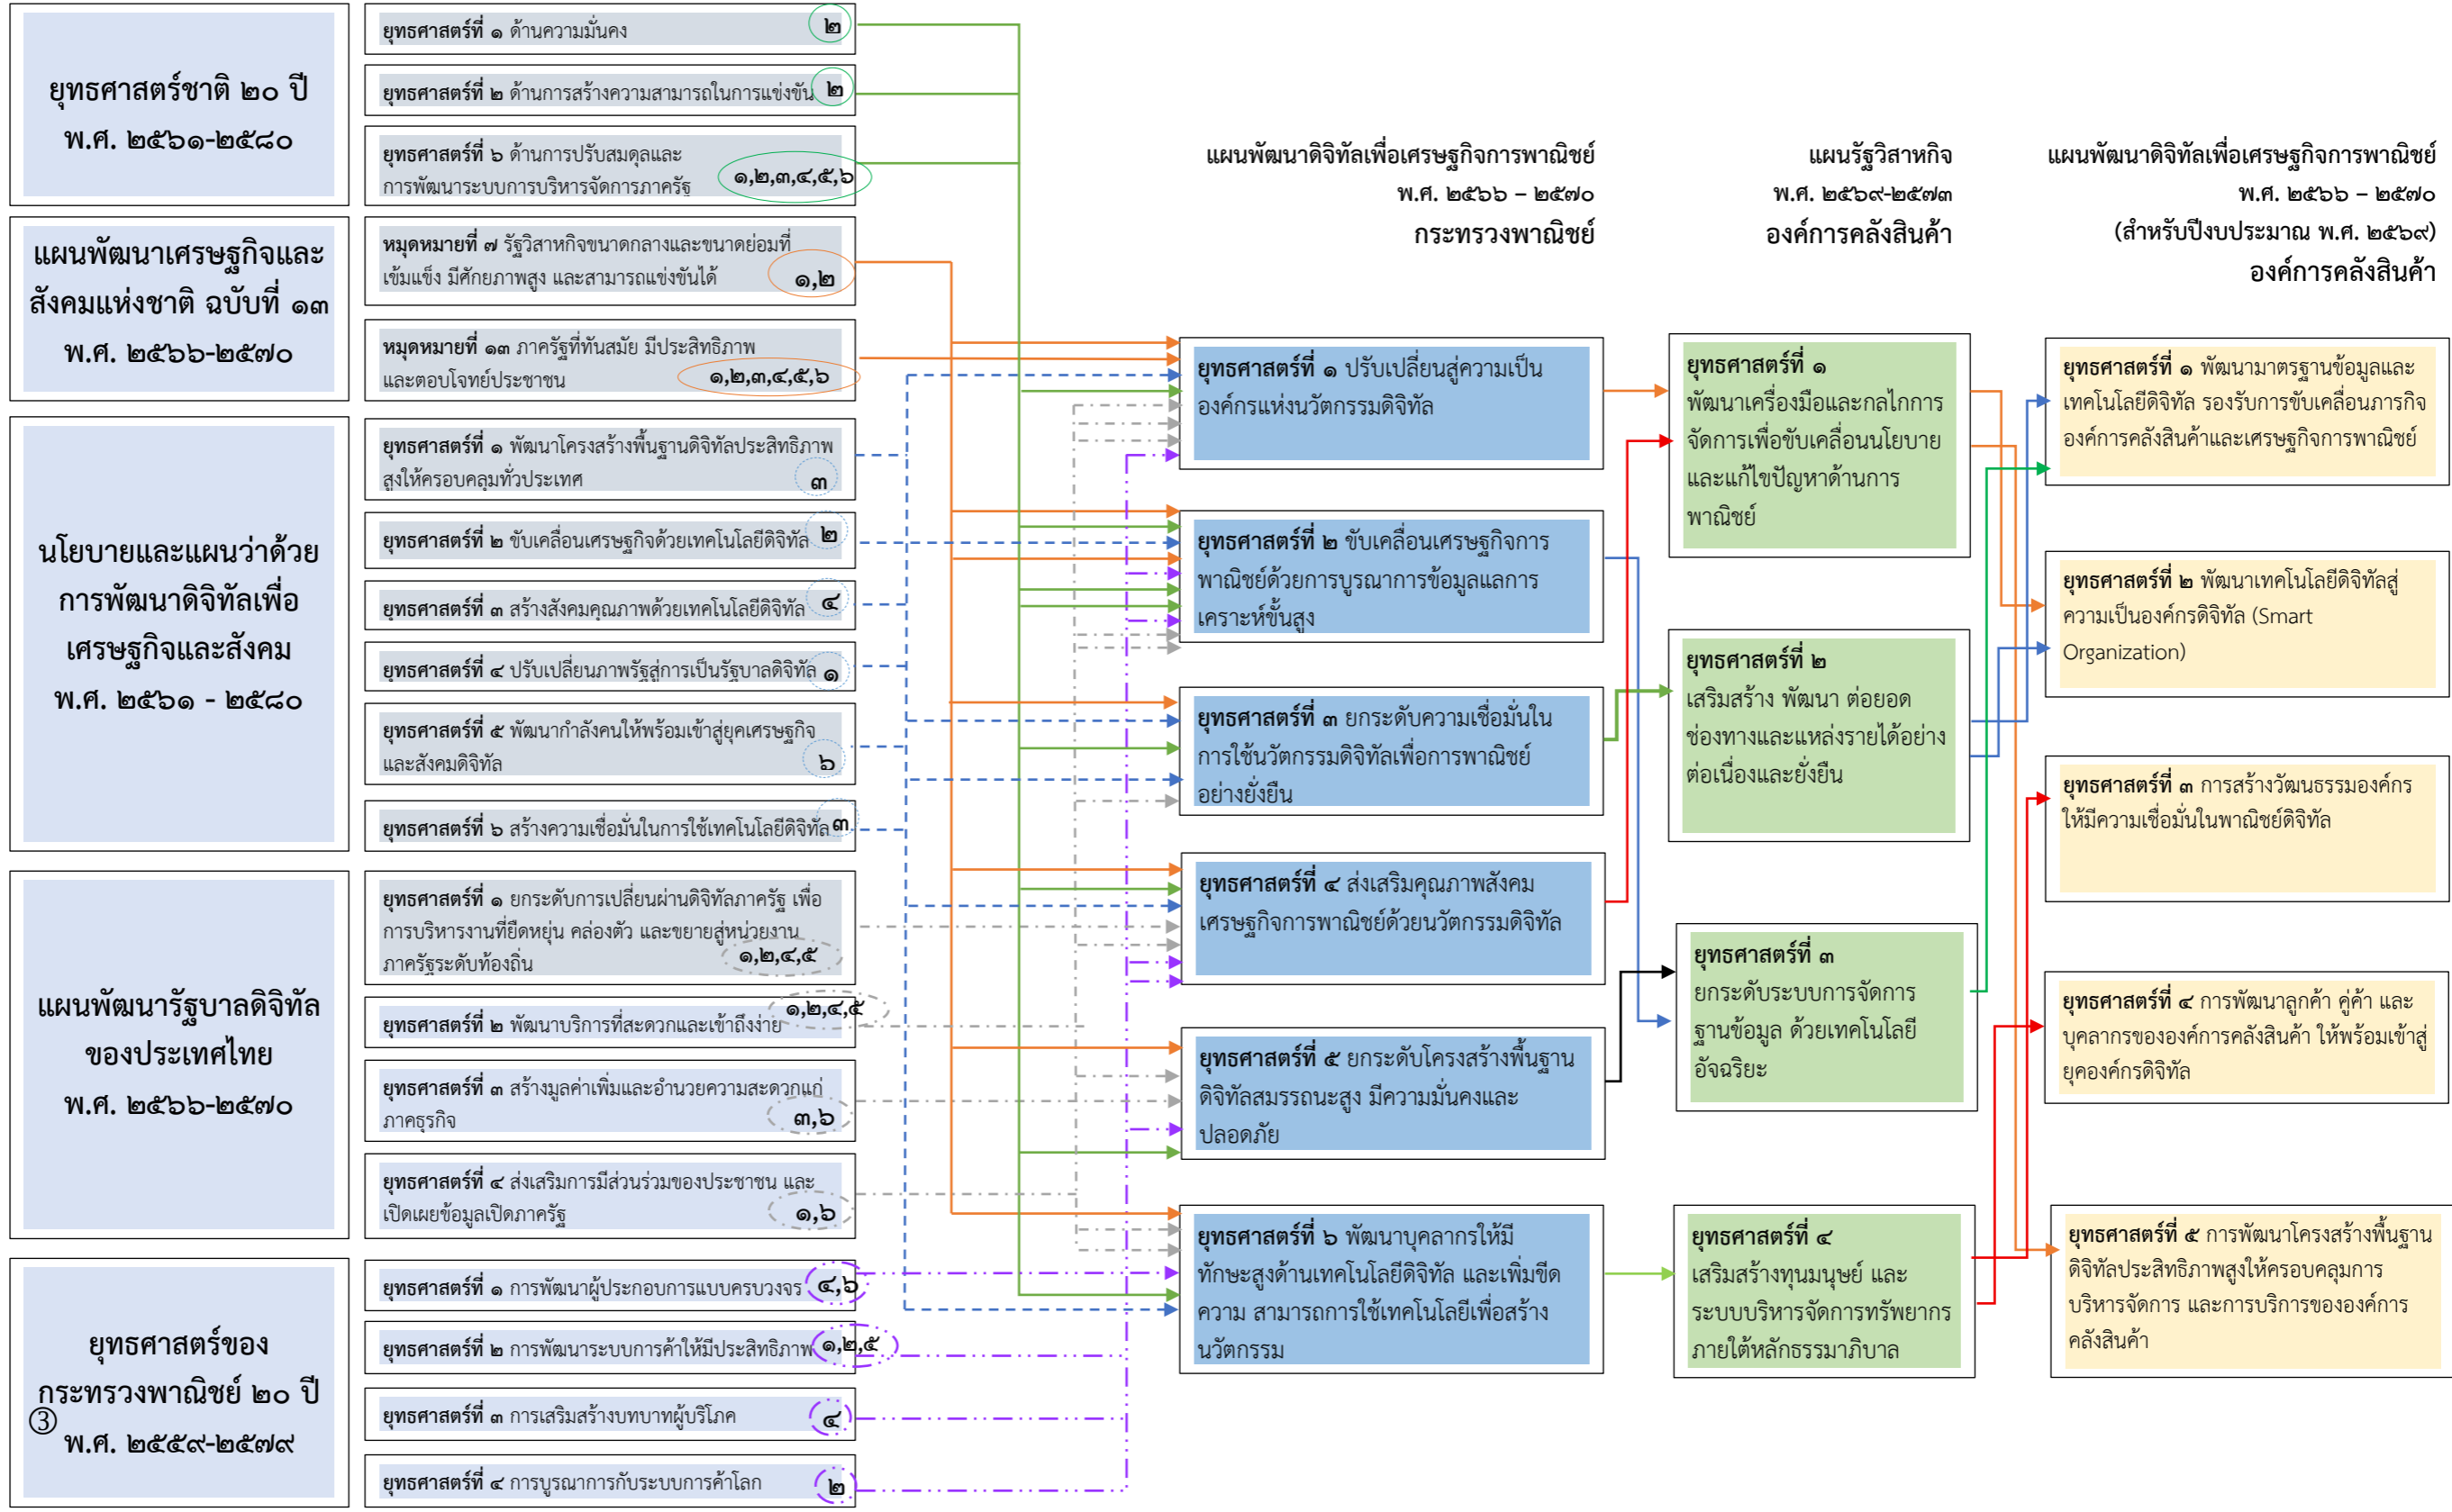 ยุทธศาสตร์ชาติ ๒๐ ปี
พ.ศ. ๒๕๖๑-๒๕๘๐
ยุทธศาสตร์ที่ ๑ ด้านความมั่นคง
๒
ยุทธศาสตร์ที่ ๒ ด้านการสร้างความสามารถในการแข่งขัน
๒
ยุทธศาสตร์ที่ ๖ ด้านการปรับสมดุลและ
การพัฒนาระบบการบริหารจัดการภาครัฐ
๑,๒,๓,๔,๕,๖
แผนพัฒนาเศรษฐกิจและ
สังคมแห่งชาติ ฉบับที่ ๑๓
พ.ศ. ๒๕๖๖-๒๕๗๐
หมุดหมายที่ ๗ รัฐวิสาหกิจขนาดกลางและขนาดย่อมที่
เข้มแข็ง มีศักยภาพสูง และสามารถแข่งขันได้
๑,๒
หมุดหมายที่ ๑๓ ภาครัฐที่ทันสมัย มีประสิทธิภาพ
และตอบโจทย์ประชาชน
๑,๒,๓,๔,๕,๖
นโยบายและแผนว่าด้วย
การพัฒนาดิจิทัลเพื่อ
เศรษฐกิจและสังคม
พ.ศ. ๒๕๖๑ - ๒๕๘๐
ยุทธศาสตร์ที่ ๑ พัฒนาโครงสร้างพื้นฐานดิจิทัลประสิทธิภาพ
สูงให้ครอบคลุมทั่วประเทศ
๓
ยุทธศาสตร์ที่ ๒ ขับเคลื่อนเศรษฐกิจด้วยเทคโนโลยีดิจิทัล
๒
ยุทธศาสตร์ที่ ๓ สร้างสังคมคุณภาพด้วยเทคโนโลยีดิจิทัล
๔
ยุทธศาสตร์ที่ ๔ ปรับเปลี่ยนภาพรัฐสู่การเป็นรัฐบาลดิจิทัล
๑
ยุทธศาสตร์ที่ ๕ พัฒนากำลังคนให้พร้อมเข้าสู่ยุคเศรษฐกิจ
และสังคมดิจิทัล
๖
ยุทธศาสตร์ที่ ๖ สร้างความเชื่อมั่นในการใช้เทคโนโลยีดิจิทัล
๓
แผนพัฒนารัฐบาลดิจิทัล
ของประเทศไทย
พ.ศ. ๒๕๖๖-๒๕๗๐
ยุทธศาสตร์ที่ ๑ ยกระดับการเปลี่ยนผ่านดิจิทัลภาครัฐ เพื่อ
การบริหารงานที่ยืดหยุ่น คล่องตัว และขยายสู่หน่วยงาน
ภาครัฐระดับท้องถิ่น
๑,๒,๔,๕
ยุทธศาสตร์ที่ ๒ พัฒนาบริการที่สะดวกและเข้าถึงง่าย
๑,๒,๔,๕
ยุทธศาสตร์ที่ ๓ สร้างมูลค่าเพิ่มและอำนวยความสะดวกแก่
ภาคธุรกิจ
๓,๖
ยุทธศาสตร์ที่ ๔ ส่งเสริมการมีส่วนร่วมของประชาชน และ
เปิดเผยข้อมูลเปิดภาครัฐ
๑,๖
ยุทธศาสตร์ของ
กระทรวงพาณิชย์ ๒๐ ปี
③
พ.ศ. ๒๕๕๙-๒๕๗๙
ยุทธศาสตร์ที่ ๑ การพัฒนาผู้ประกอบการแบบครบวงจร
๔,๖
ยุทธศาสตร์ที่ ๒ การพัฒนาระบบการค้าให้มีประสิทธิภาพ
๑,๒,๕
ยุทธศาสตร์ที่ ๓ การเสริมสร้างบทบาทผู้บริโภค
๔
ยุทธศาสตร์ที่ ๔ การบูรณาการกับระบบการค้าโลก
๒
แผนพัฒนาดิจิทัลเพื่อเศรษฐกิจการพาณิชย์
พ.ศ. ๒๕๖๖ – ๒๕๗๐
กระทรวงพาณิชย์
ยุทธศาสตร์ที่ ๑ ปรับเปลี่ยนสู่ความเป็น
องค์กรแห่งนวัตกรรมดิจิทัล
ยุทธศาสตร์ที่ ๒ ขับเคลื่อนเศรษฐกิจการ
พาณิชย์ด้วยการบูรณาการข้อมูลแลการ
เคราะห์ขั้นสูง
ยุทธศาสตร์ที่ ๓ ยกระดับความเชื่อมั่นใน
การใช้นวัตกรรมดิจิทัลเพื่อการพาณิชย์
อย่างยั่งยืน
ยุทธศาสตร์ที่ ๔ ส่งเสริมคุณภาพสังคม
เศรษฐกิจการพาณิชย์ด้วยนวัตกรรมดิจิทัล
ยุทธศาสตร์ที่ ๕ ยกระดับโครงสร้างพื้นฐาน
ดิจิทัลสมรรถนะสูง มีความมั่นคงและ
ปลอดภัย
ยุทธศาสตร์ที่ ๖ พัฒนาบุคลากรให้มี
ทักษะสูงด้านเทคโนโลยีดิจิทัล และเพิ่มขีด
ความ สามารถการใช้เทคโนโลยีเพื่อสร้าง
นวัตกรรม
แผนรัฐวิสาหกิจ
พ.ศ. ๒๕๖๙-๒๕๗๓
องค์การคลังสินค้า
ยุทธศาสตร์ที่ ๑
พัฒนาเครื่องมือและกลไกการ
จัดการเพื่อขับเคลื่อนนโยบาย
และแก้ไขปัญหาด้านการ
พาณิชย์
ยุทธศาสตร์ที่ ๒
เสริมสร้าง พัฒนา ต่อยอด
ช่องทางและแหล่งรายได้อย่าง
ต่อเนื่องและยั่งยืน
ยุทธศาสตร์ที่ ๓
ยกระดับระบบการจัดการ
ฐานข้อมูล ด้วยเทคโนโลยี
อัจฉริยะ
ยุทธศาสตร์ที่ ๔
เสริมสร้างทุนมนุษย์ และ
ระบบบริหารจัดการทรัพยากร
ภายใต้หลักธรรมาภิบาล
แผนพัฒนาดิจิทัลเพื่อเศรษฐกิจการพาณิชย์
พ.ศ. ๒๕๖๖ – ๒๕๗๐
(สำหรับปีงบประมาณ พ.ศ. ๒๕๖๙)
องค์การคลังสินค้า
ยุทธศาสตร์ที่ ๑ พัฒนามาตรฐานข้อมูลและ
เทคโนโลยีดิจิทัล รองรับการขับเคลื่อนภารกิจ
องค์การคลังสินค้าและเศรษฐกิจการพาณิชย์
ยุทธศาสตร์ที่ ๒ พัฒนาเทคโนโลยีดิจิทัลสู่
ความเป็นองค์กรดิจิทัล (Smart
Organization)
ยุทธศาสตร์ที่ ๓ การสร้างวัฒนธรรมองค์กร
ให้มีความเชื่อมั่นในพาณิชย์ดิจิทัล
ยุทธศาสตร์ที่ ๔ การพัฒนาลูกค้า คู่ค้า และ
บุคลากรขององค์การคลังสินค้า ให้พร้อมเข้าสู่
ยุคองค์กรดิจิทัล
ยุทธศาสตร์ที่ ๕ การพัฒนาโครงสร้างพื้นฐาน
ดิจิทัลประสิทธิภาพสูงให้ครอบคลุมการ
บริหารจัดการ และการบริการขององค์การ
คลังสินค้า